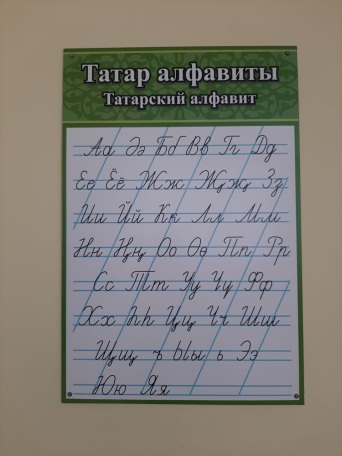 Татар алфавиты
Татарский алфавит
Аа Әә Бб Вв Гг Дд
Ее Ёё Жж Җҗ Зз
Ии Йй Кк Лл Мм
Нн Ңң Оо Өө Пп Рр
Сс Тт Уу Үү Фф
Хх Һһ Цц Чч Шш
Щщ ъ Ыы ь Ээ
Юю Яя